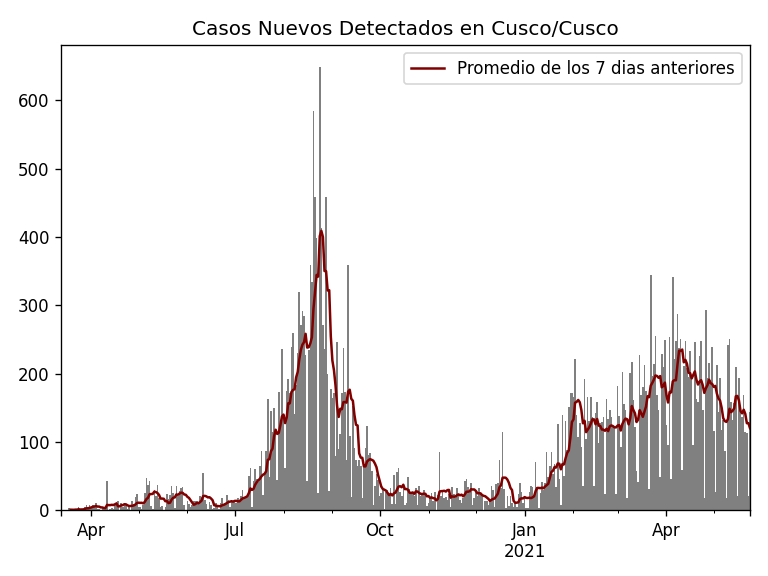 Casos Nuevos Detectados en Cusco/Cusco
Promedio de los 7 dias anteriores
600
500
400
300
200
100
0
Apr Jul Oct Jan Apr
2021